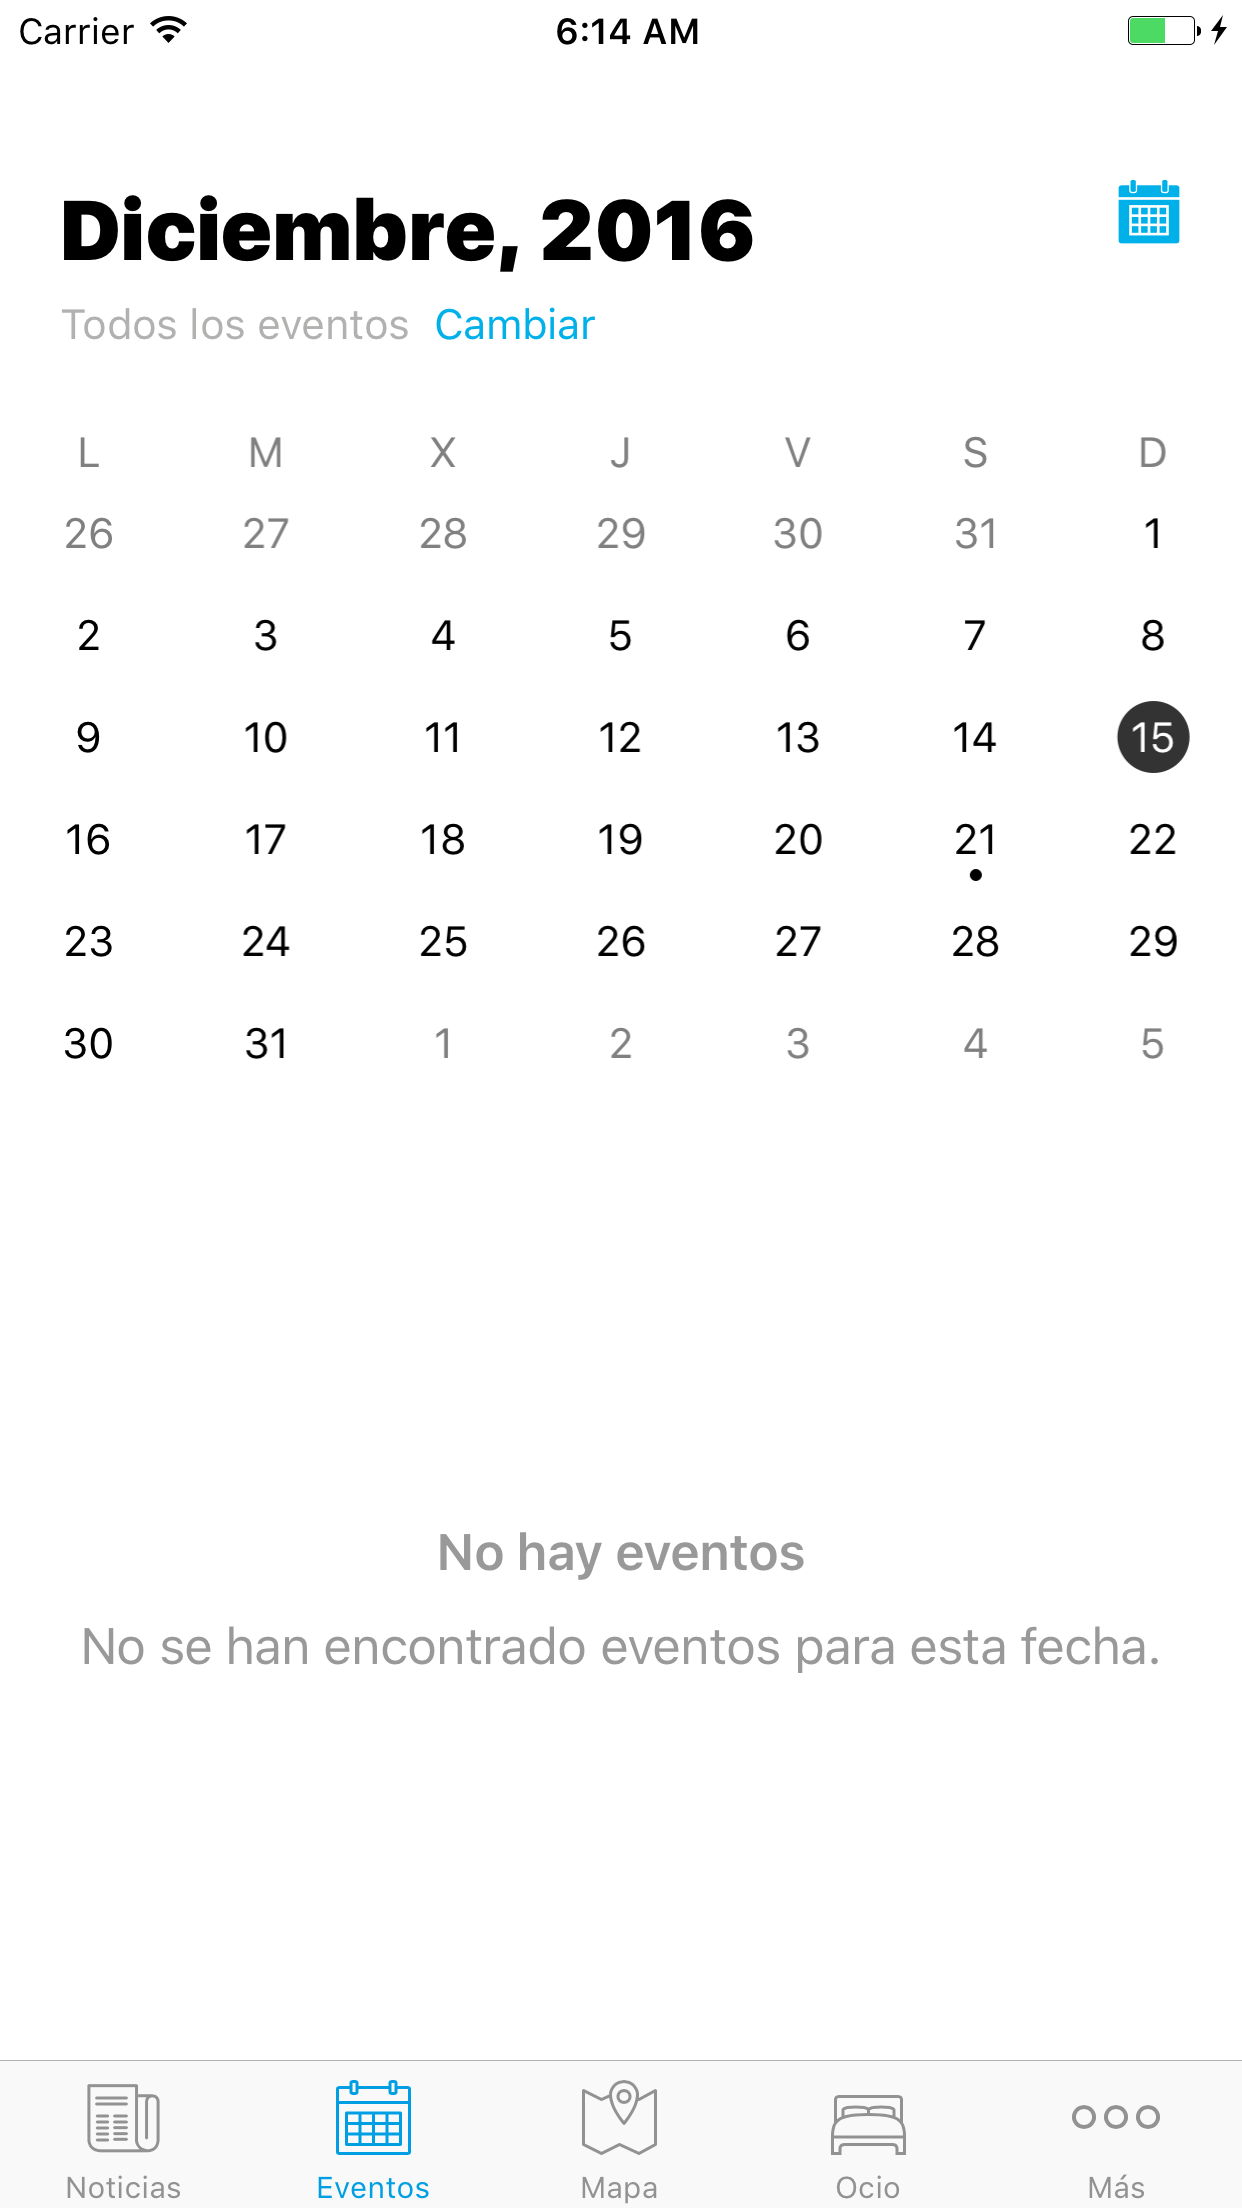 Carrier 6:14 AM
Diciembre, 2016
Todos los eventos Cambiar
L M X J V S D
26 27 28 29 30 31 1
2 3 4 5 6 7 8
9 10 11 12 13 14 15
16 17 18 19 20 21 22
23 24 25 26 27 28 29
30 31 1 2 3 4 5
No hay eventos
No se han encontrado eventos para esta fecha.
Noticias Eventos Mapa Ocio Más